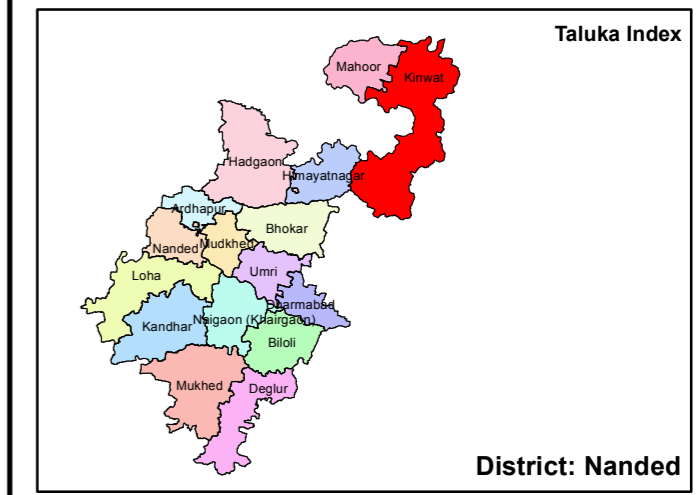 Taluka Index
Mahoor
Kinwat
Hadgaon
Himayatnagar
Ardhapur
Bhokar
Nanded
Mudkhed
Umri
Loha
Dharmabad
Naigaon (Khairgaon)
Kandhar
Biloli
Mukhed
Deglur
District: Nanded